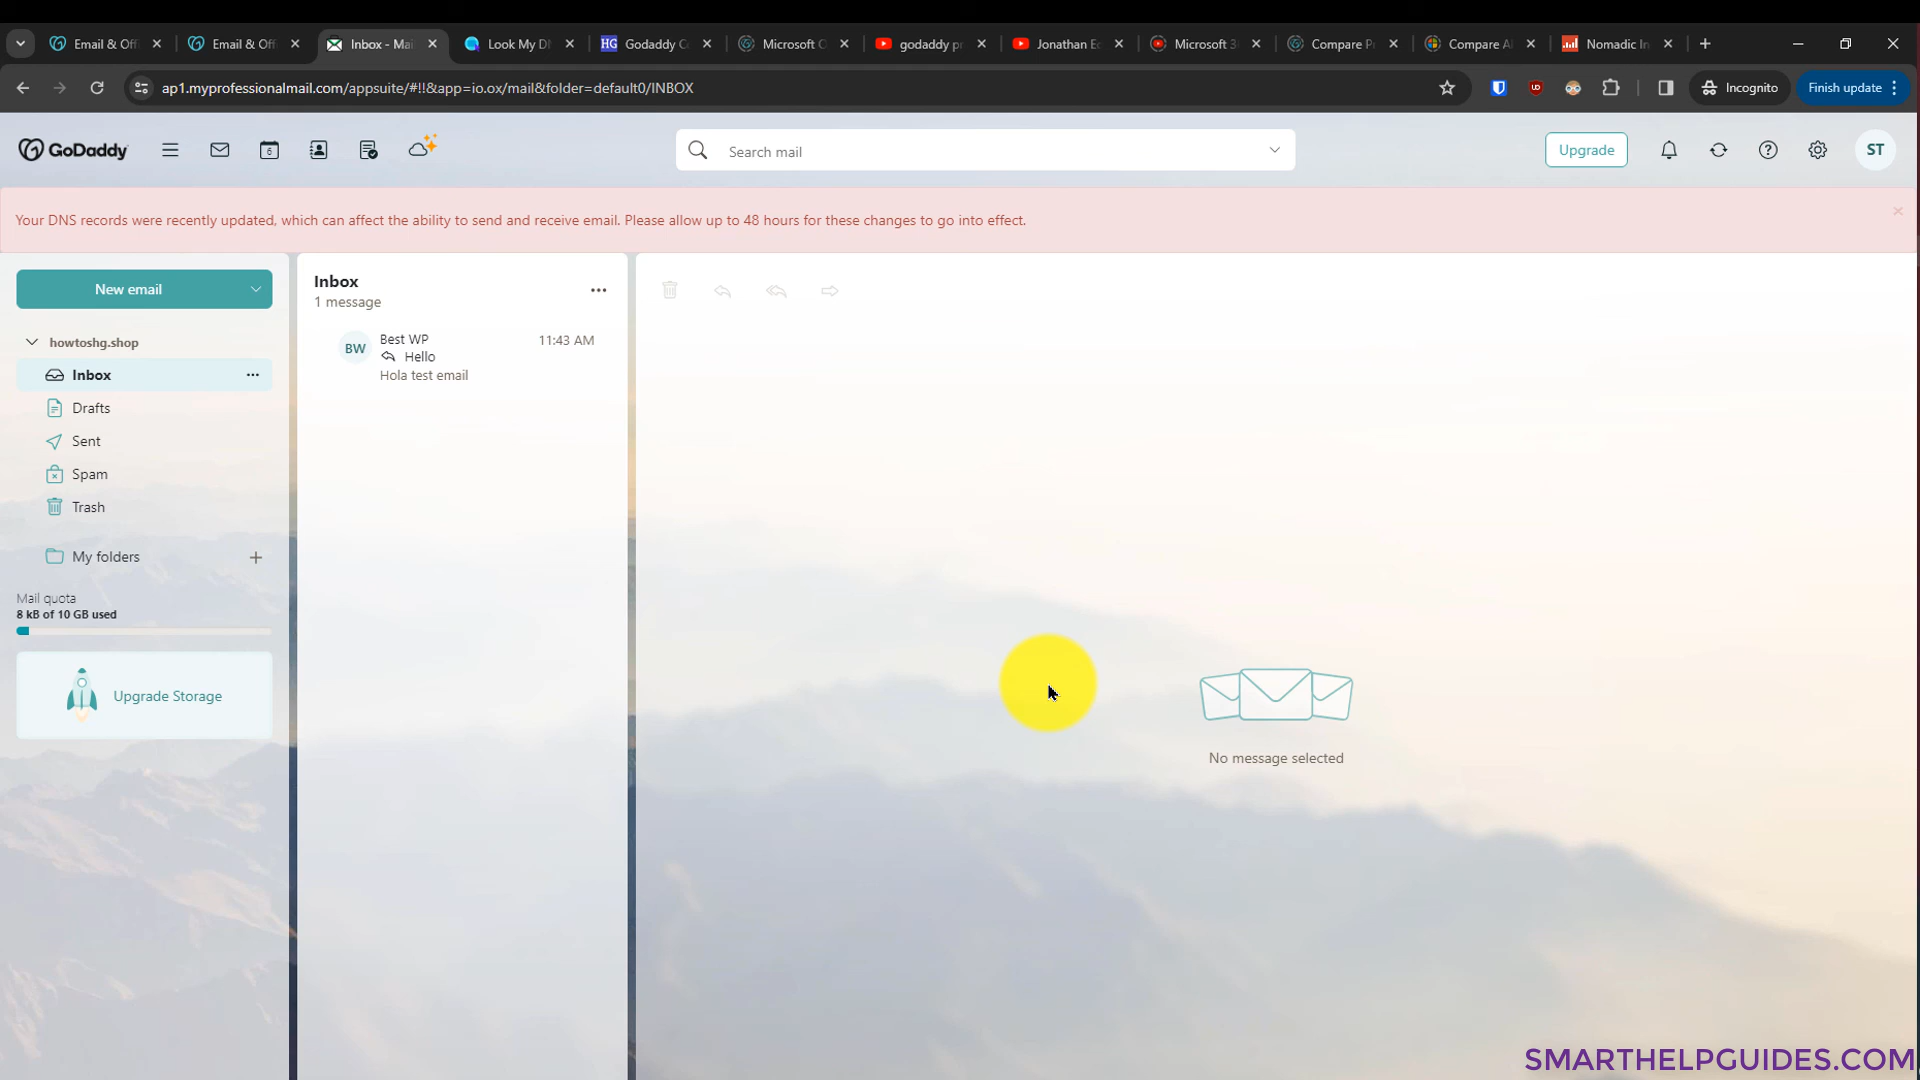 Email & Off
Email & Off
Inbox - Mai
Look My D
Godaddy C
Microsoft O
godaddy p
Jonathan E
Microsoft 3
Compare P
Compare A
Nomadic In
ap1.myprofessionalmail.com/appsuite/#!!&app=io.ox/mail&folder=default0/INBOX
Incognito
Finish update
GoDaddy
6
Search mail
Upgrade
ST
Your DNS records were recently updated, which can affect the ability to send and receive email. Please allow up to 48 hours for these changes to go into effect.
New email
howtoshg.shop
Inbox
Drafts
Sent
Spam
Trash
My folders
Mail quota
8 kB of 10 GB used
Upgrade Storage
Inbox
1 message
BW
Best WP
11:43 AM
Hello
Hola test email
No message selected
SMARTHELPGUIDES.COM